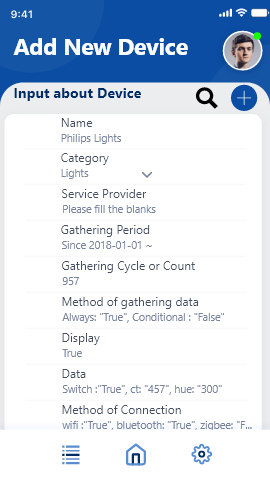 09:41
Add New Device
Input about Device
Name
Philips Lights
Category
Lights
Service Provider
Please fill the blanks
Gathering Period
Since 2018-01-01 ~
Gathering Cycle or Count
957
Method of gathering data
Always: "True", Conditional : "False"
Display
True
Data
Switch :"True", ct: "457", hue: "300"
Method of Connection
wifi :"True", bluetooth: "True", zigbee: "F...